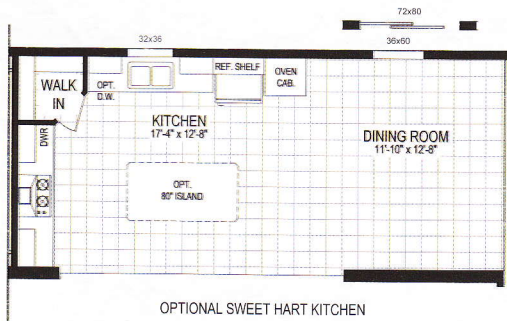 72x80
32x36
36x60
REF. SHELF
OVEN
CAB.
WALK
IN
OPT.
D.W.
KITCHEN
17'-4" x 12'-8"
DINING ROOM
11'-10" x 12'-8"
DWR
OPT.
80" ISLAND
OPTIONAL SWEET HART KITCHEN